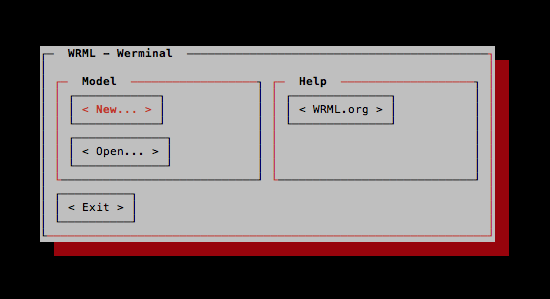 WRML – Werminal
Model
Help
< New... >
< WRML.org >
< Open... >
< Exit >